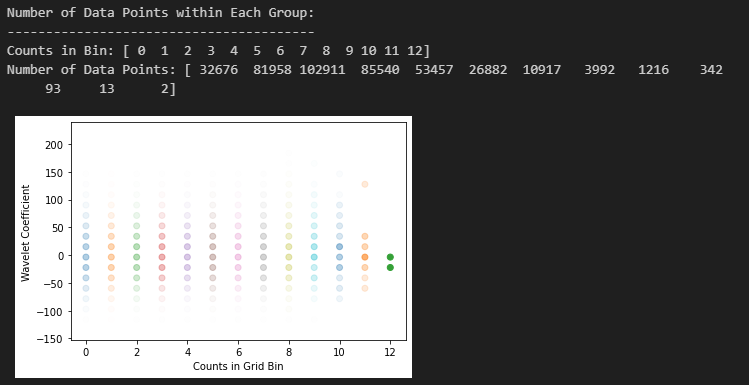 Number of Data Points within Each Group:
----------------------------------------
Counts in Bin: [ 0  1  2  3  4  5  6  7  8  9 10 11 12]
Number of Data Points: [ 32676  81958 102911  85540  53457  26882  10917   3992   1216    342
     93     13      2]
200
150
100
50
0
−50
−100
−150
Wavelet Coefficient
0 2 4 6 8 10 12
Counts in Grid Bin